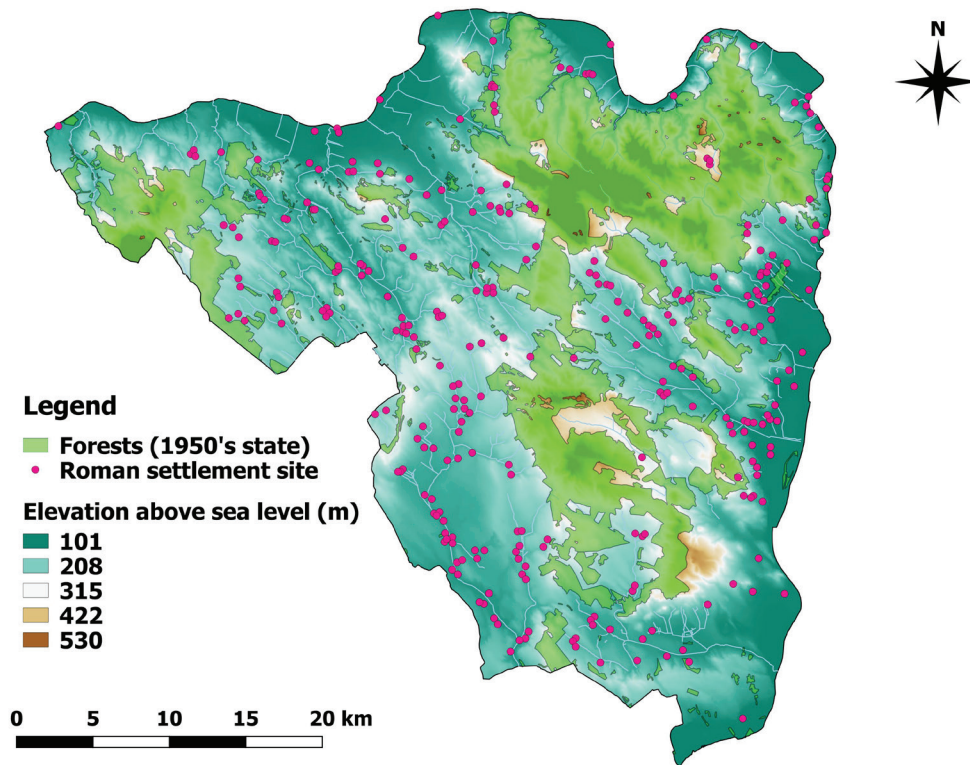 N
Legend
Forests (1950's state)
Roman settlement site
Elevation above sea level (m)
101
208
315
422
530
0 5 10 15 20 km